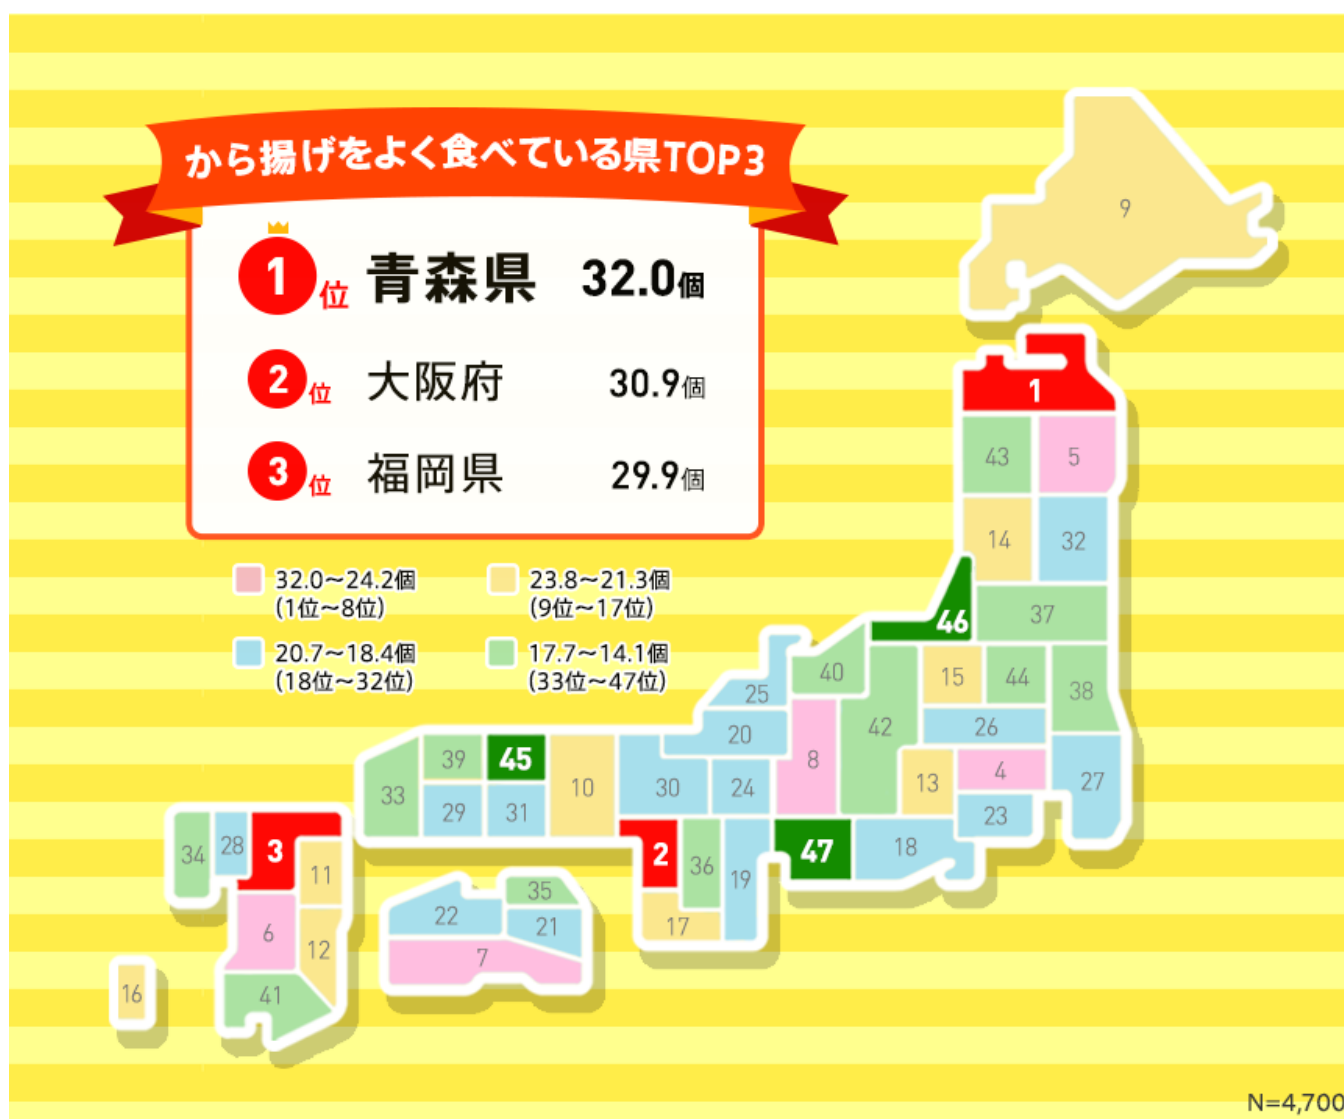 から揚げをよく食べている県TOP3
1位 青森県 32.0個
2位 大阪府 30.9個
3位 福岡県 29.9個
32.0～24.2個
(1位～8位)
23.8～21.3個
(9位～17位)
20.7～18.4個
(18位～32位)
17.7～14.1個
(33位～47位)
9
1
43 5
14 32
46 37
40 15 44 38
25
20 42 26
39 45 8 4
33 10 30 24 13 27
29 31 23
34 28 3 2 36 47 18
11 19
22 35
6 12 17 21
7
16 41
N=4,700